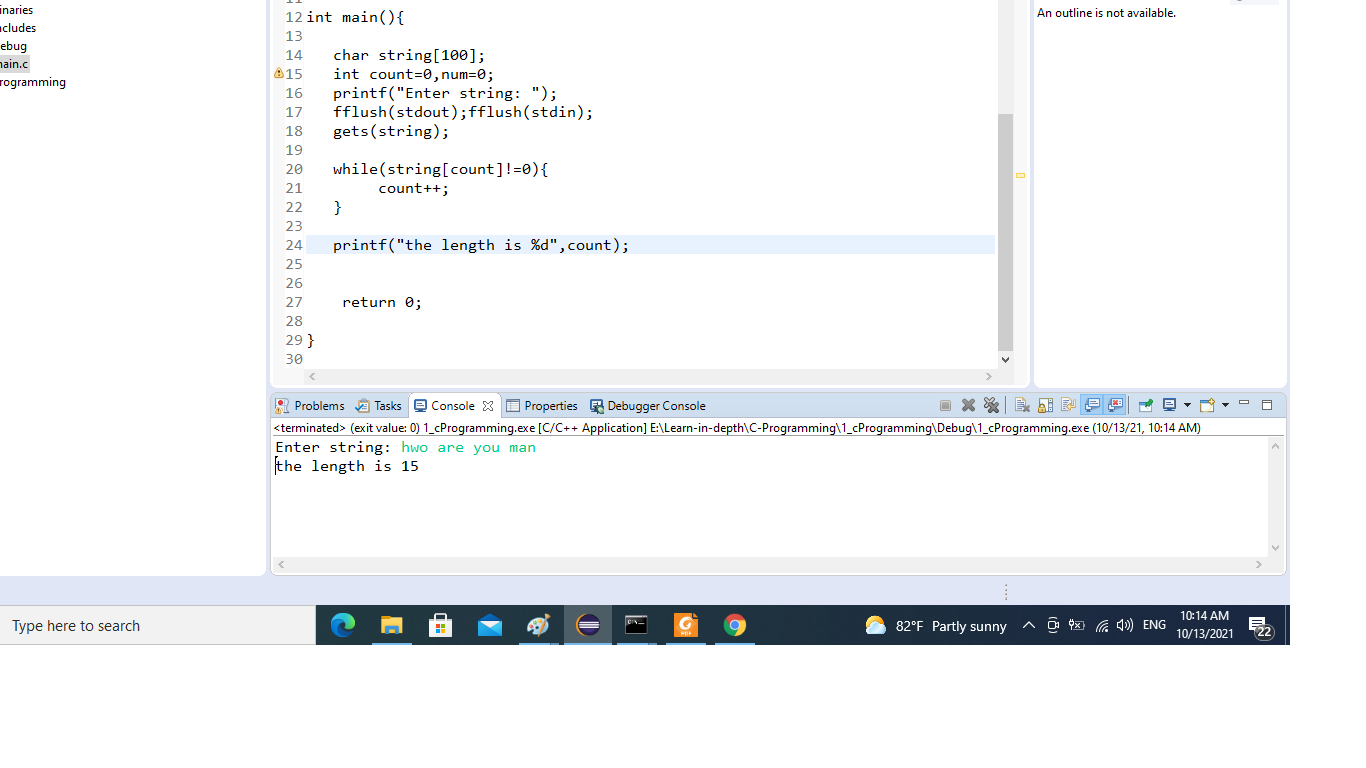 inaries
ncludes
ebug
nain.c
rogramming
11
12 int main(){
13
14 char string[100];
15 int count=0,num=0;
16 printf("Enter string: ");
17 fflush(stdout);fflush(stdin);
18 gets(string);
19
20 while(string[count]!=0){
21 count++;
22 }
23
24 printf("the length is %d",count);
25
26
27 return 0;
28
29 }
30
An outline is not available.
Problems Tasks Console Properties Debugger Console
<terminated> (exit value: 0) 1_cProgramming.exe [C/C++ Application] E:\Learn-in-depth\C-Programming\1_cProgramming\Debug\1_cProgramming.exe (10/13/21, 10:14 AM)
Enter string: hwo are you man
the length is 15
Type here to search
82°F Partly sunny
ENG
10:14 AM
10/13/2021
22